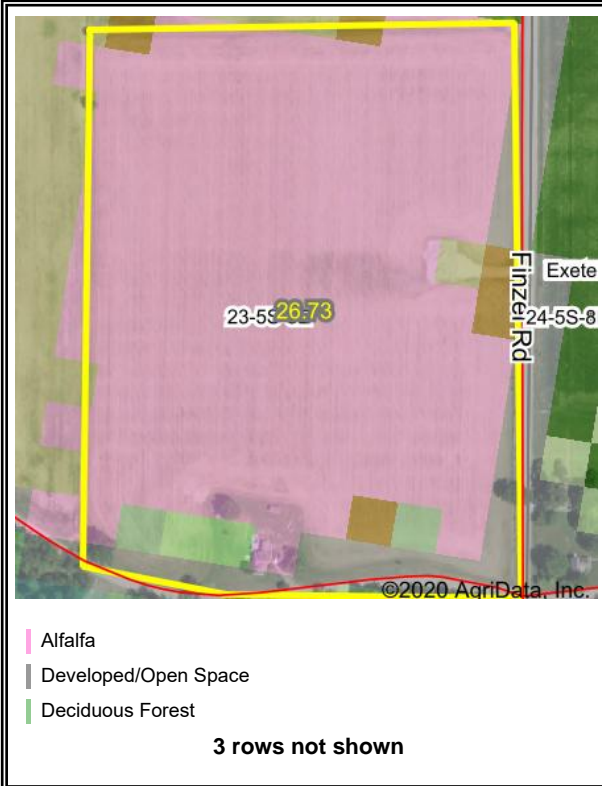 Exete
Finzel Rd
23-5S-
26.73
24-5S-8
©2020 AgriData, Inc.
Alfalfa
Developed/Open Space
Deciduous Forest
3 rows not shown